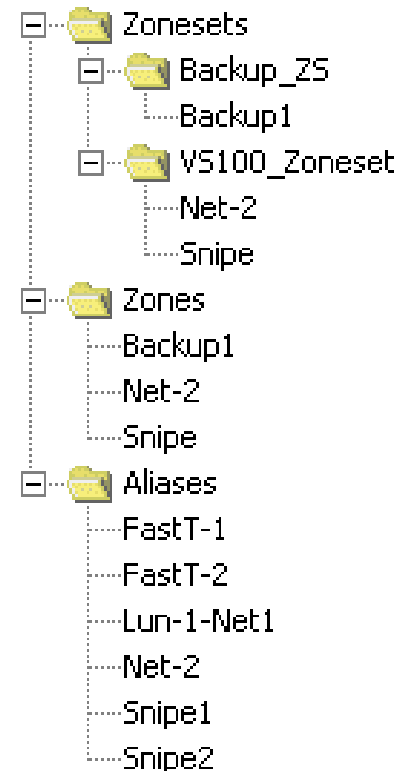 Zonesets
Backup_ZS
Backup1
VS100_Zoneset
Net-2
Snipe
Zones
Backup1
Net-2
Snipe
Aliases
FastT-1
FastT-2
Lun-1-Net1
Net-2
Snipe1
Snipe2